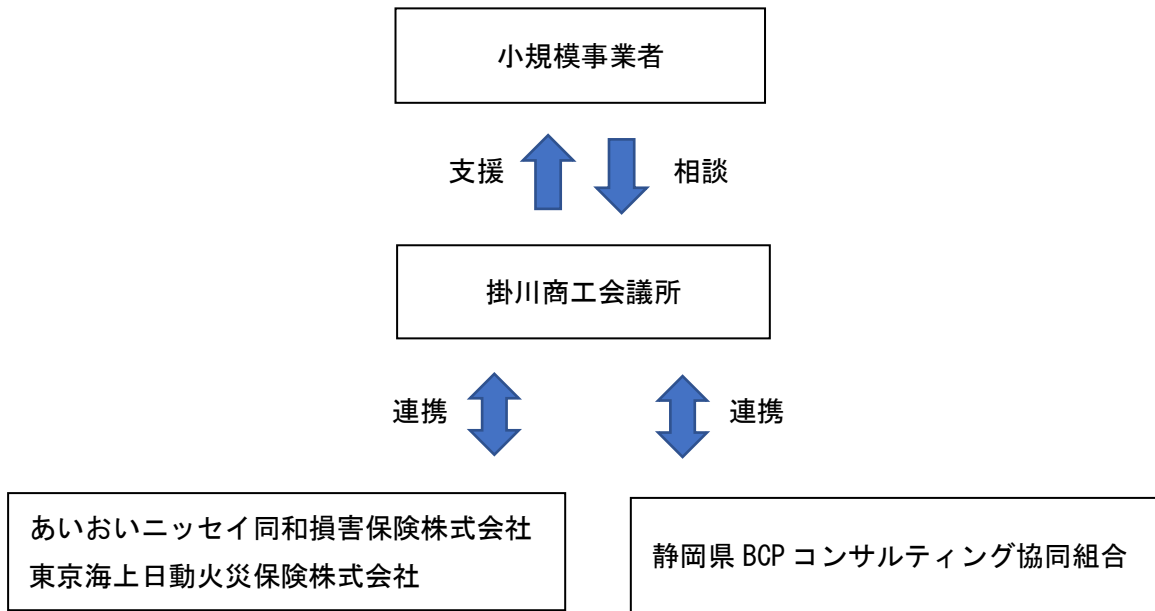 小規模事業者
支援
相談
掛川商工会議所
連携
連携
あいおいニッセイ同和損害保険株式会社
東京海上日動火災保険株式会社
静岡県 BCP コンサルティング協同組合